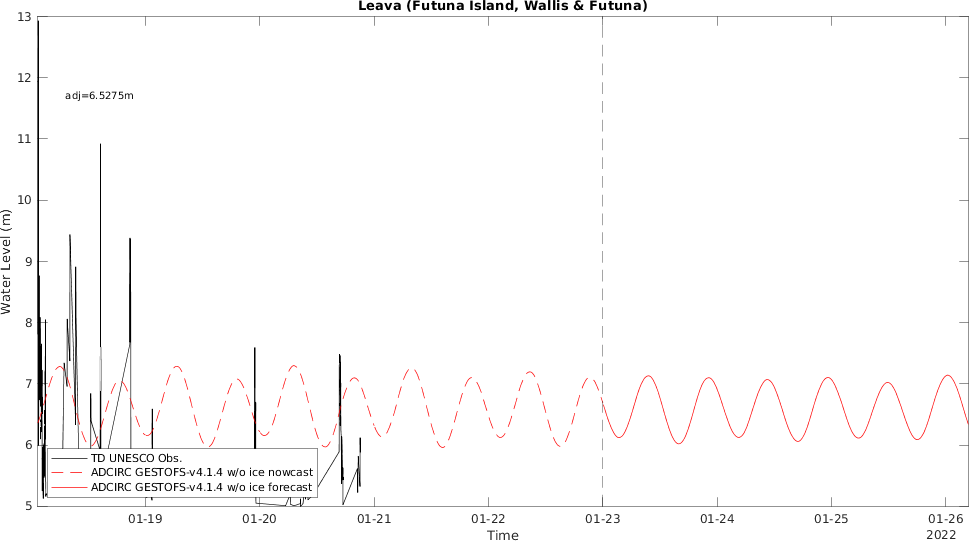 Leava (Futuna Island, Wallis & Futuna)
13
12
11
10
9
8
7
6
5
Water Level (m)
adj=6.5275m
TD UNESCO Obs.
ADCIRC GESTOFS-v4.1.4 w/o ice nowcast
ADCIRC GESTOFS-v4.1.4 w/o ice forecast
01-19
01-20
01-21
01-22
01-23
01-24
01-25
01-26
Time
2022